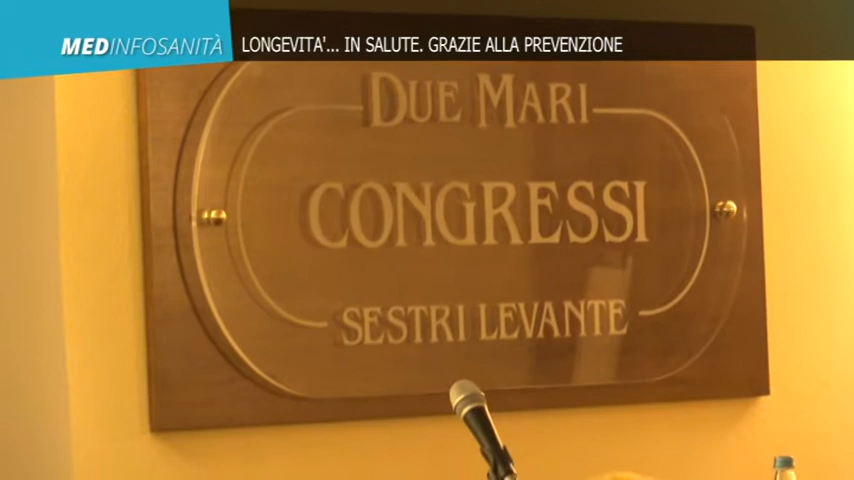 MEDINFOSANITÀ
LONGEVITA'... IN SALUTE. GRAZIE ALLA PREVENZIONE
DUE MARI
CONGRESSI
SESTRI LEVANTE